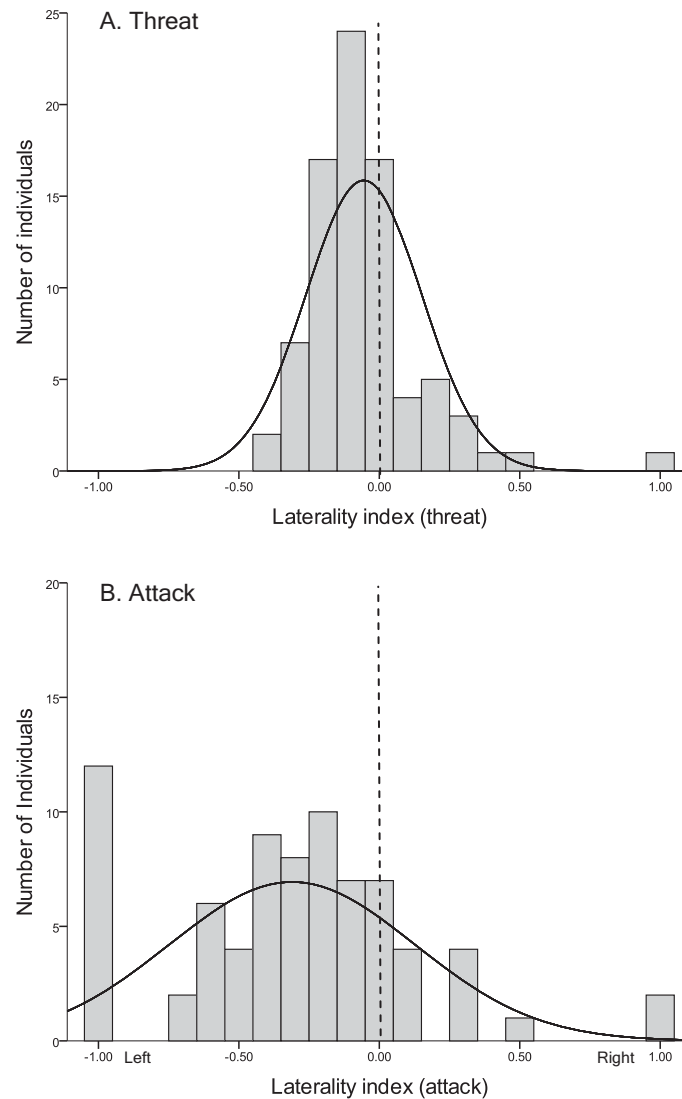 A. Threat
25
20
15
10
5
0
Number of individuals
-1.00 -0.50 0.00 0.50 1.00
Laterality index (threat)
B. Attack
20
15
10
5
0
Number of Individuals
-1.00 Left -0.50 0.00 0.50 Right 1.00
Laterality index (attack)